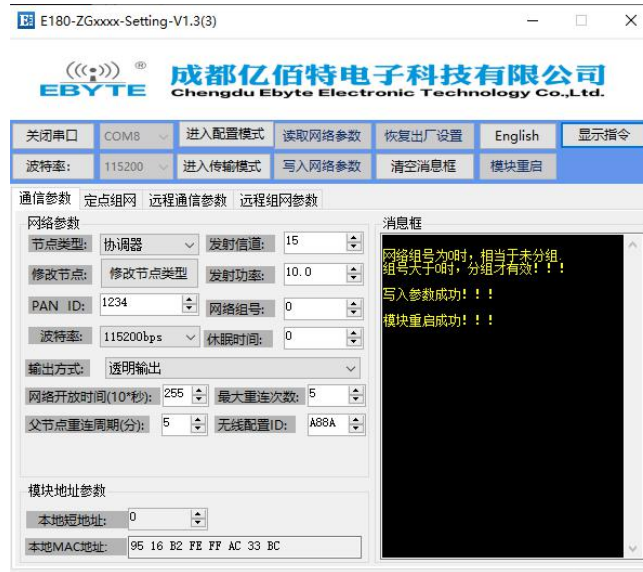 E180-ZGxxxx-Setting-V1.3(3)
EBYTE ®
成都亿佰特电子科技有限公司
Chengdu Ebyte Electronic Technology Co.,Ltd.
关闭串口 COM8 进入配置模式 读取网络参数 恢复出厂设置 English 显示指令
波特率: 115200 进入传输模式 写入网络参数 清空消息框 模块重启
通信参数 定点组网 远程通信参数 远程组网参数
网络参数
节点类型: 协调器 发射信道: 15
修改节点: 修改节点类型 发射功率: 10.0
PAN ID: 1234 网络组号: 0
波特率: 115200bps 休眠时间: 0
输出方式: 透明输出
网络开放时间(10*秒): 255 最大重连次数: 5
父节点重连周期(分): 5 无线配置ID: A88A
模块地址参数
本地短地址: 0
本地MAC地址: 95 16 B2 FE FF AC 33 BC
消息框
网络组号为0时，相当于未分组.
组号大于0时，分组才有效！！！
写入参数成功！！！
模块重启成功！！！